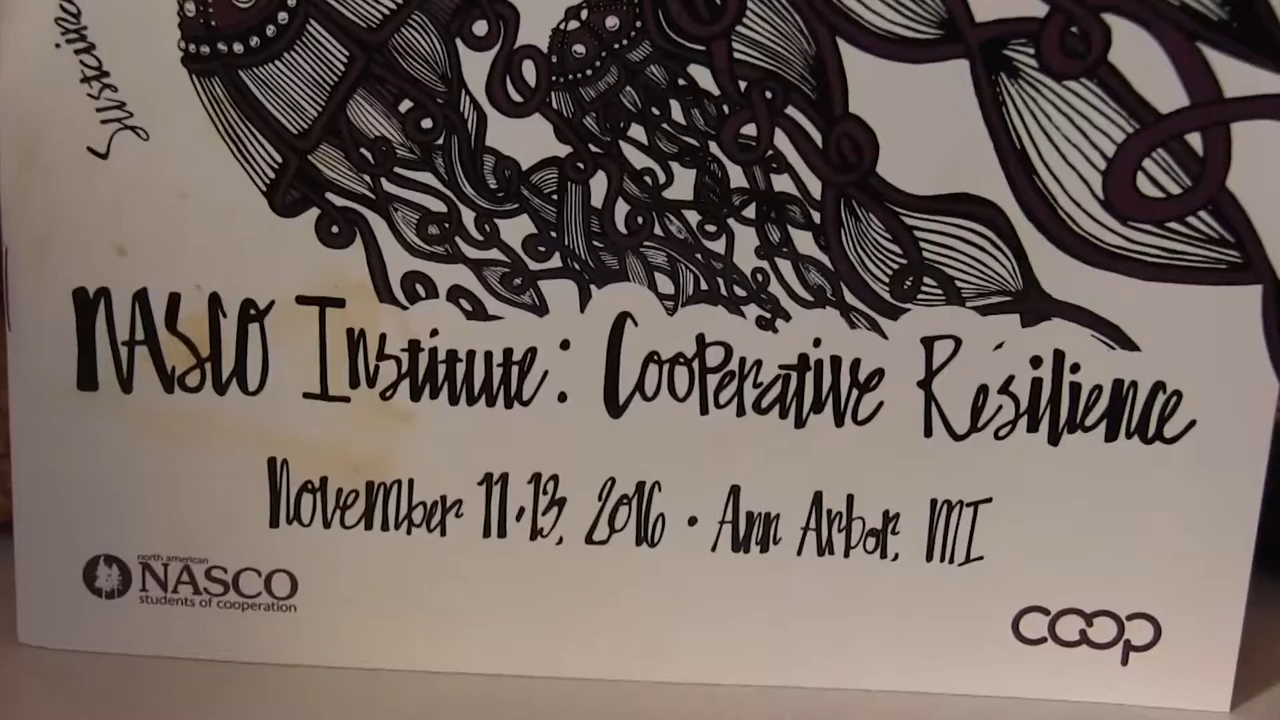 NASCO Institute: Cooperative Resilience
November 11-13, 2016 · Ann Arbor, MI
north american
NASCO
students of cooperation
coop